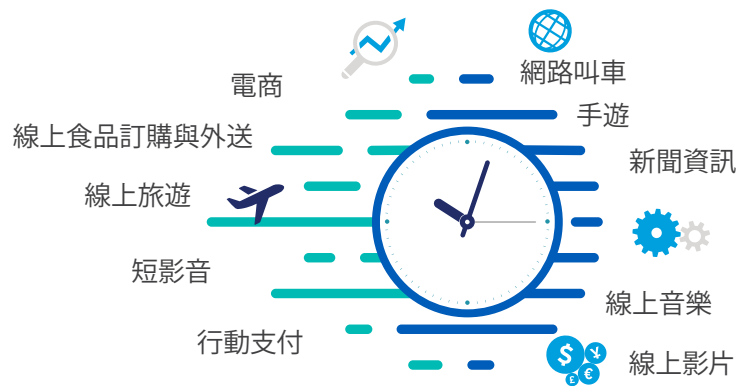 網路叫車
電商
手遊
線上食品訂購與外送
新聞資訊
線上旅遊
短影音
線上音樂
行動支付
線上影片
$
¥
€
£